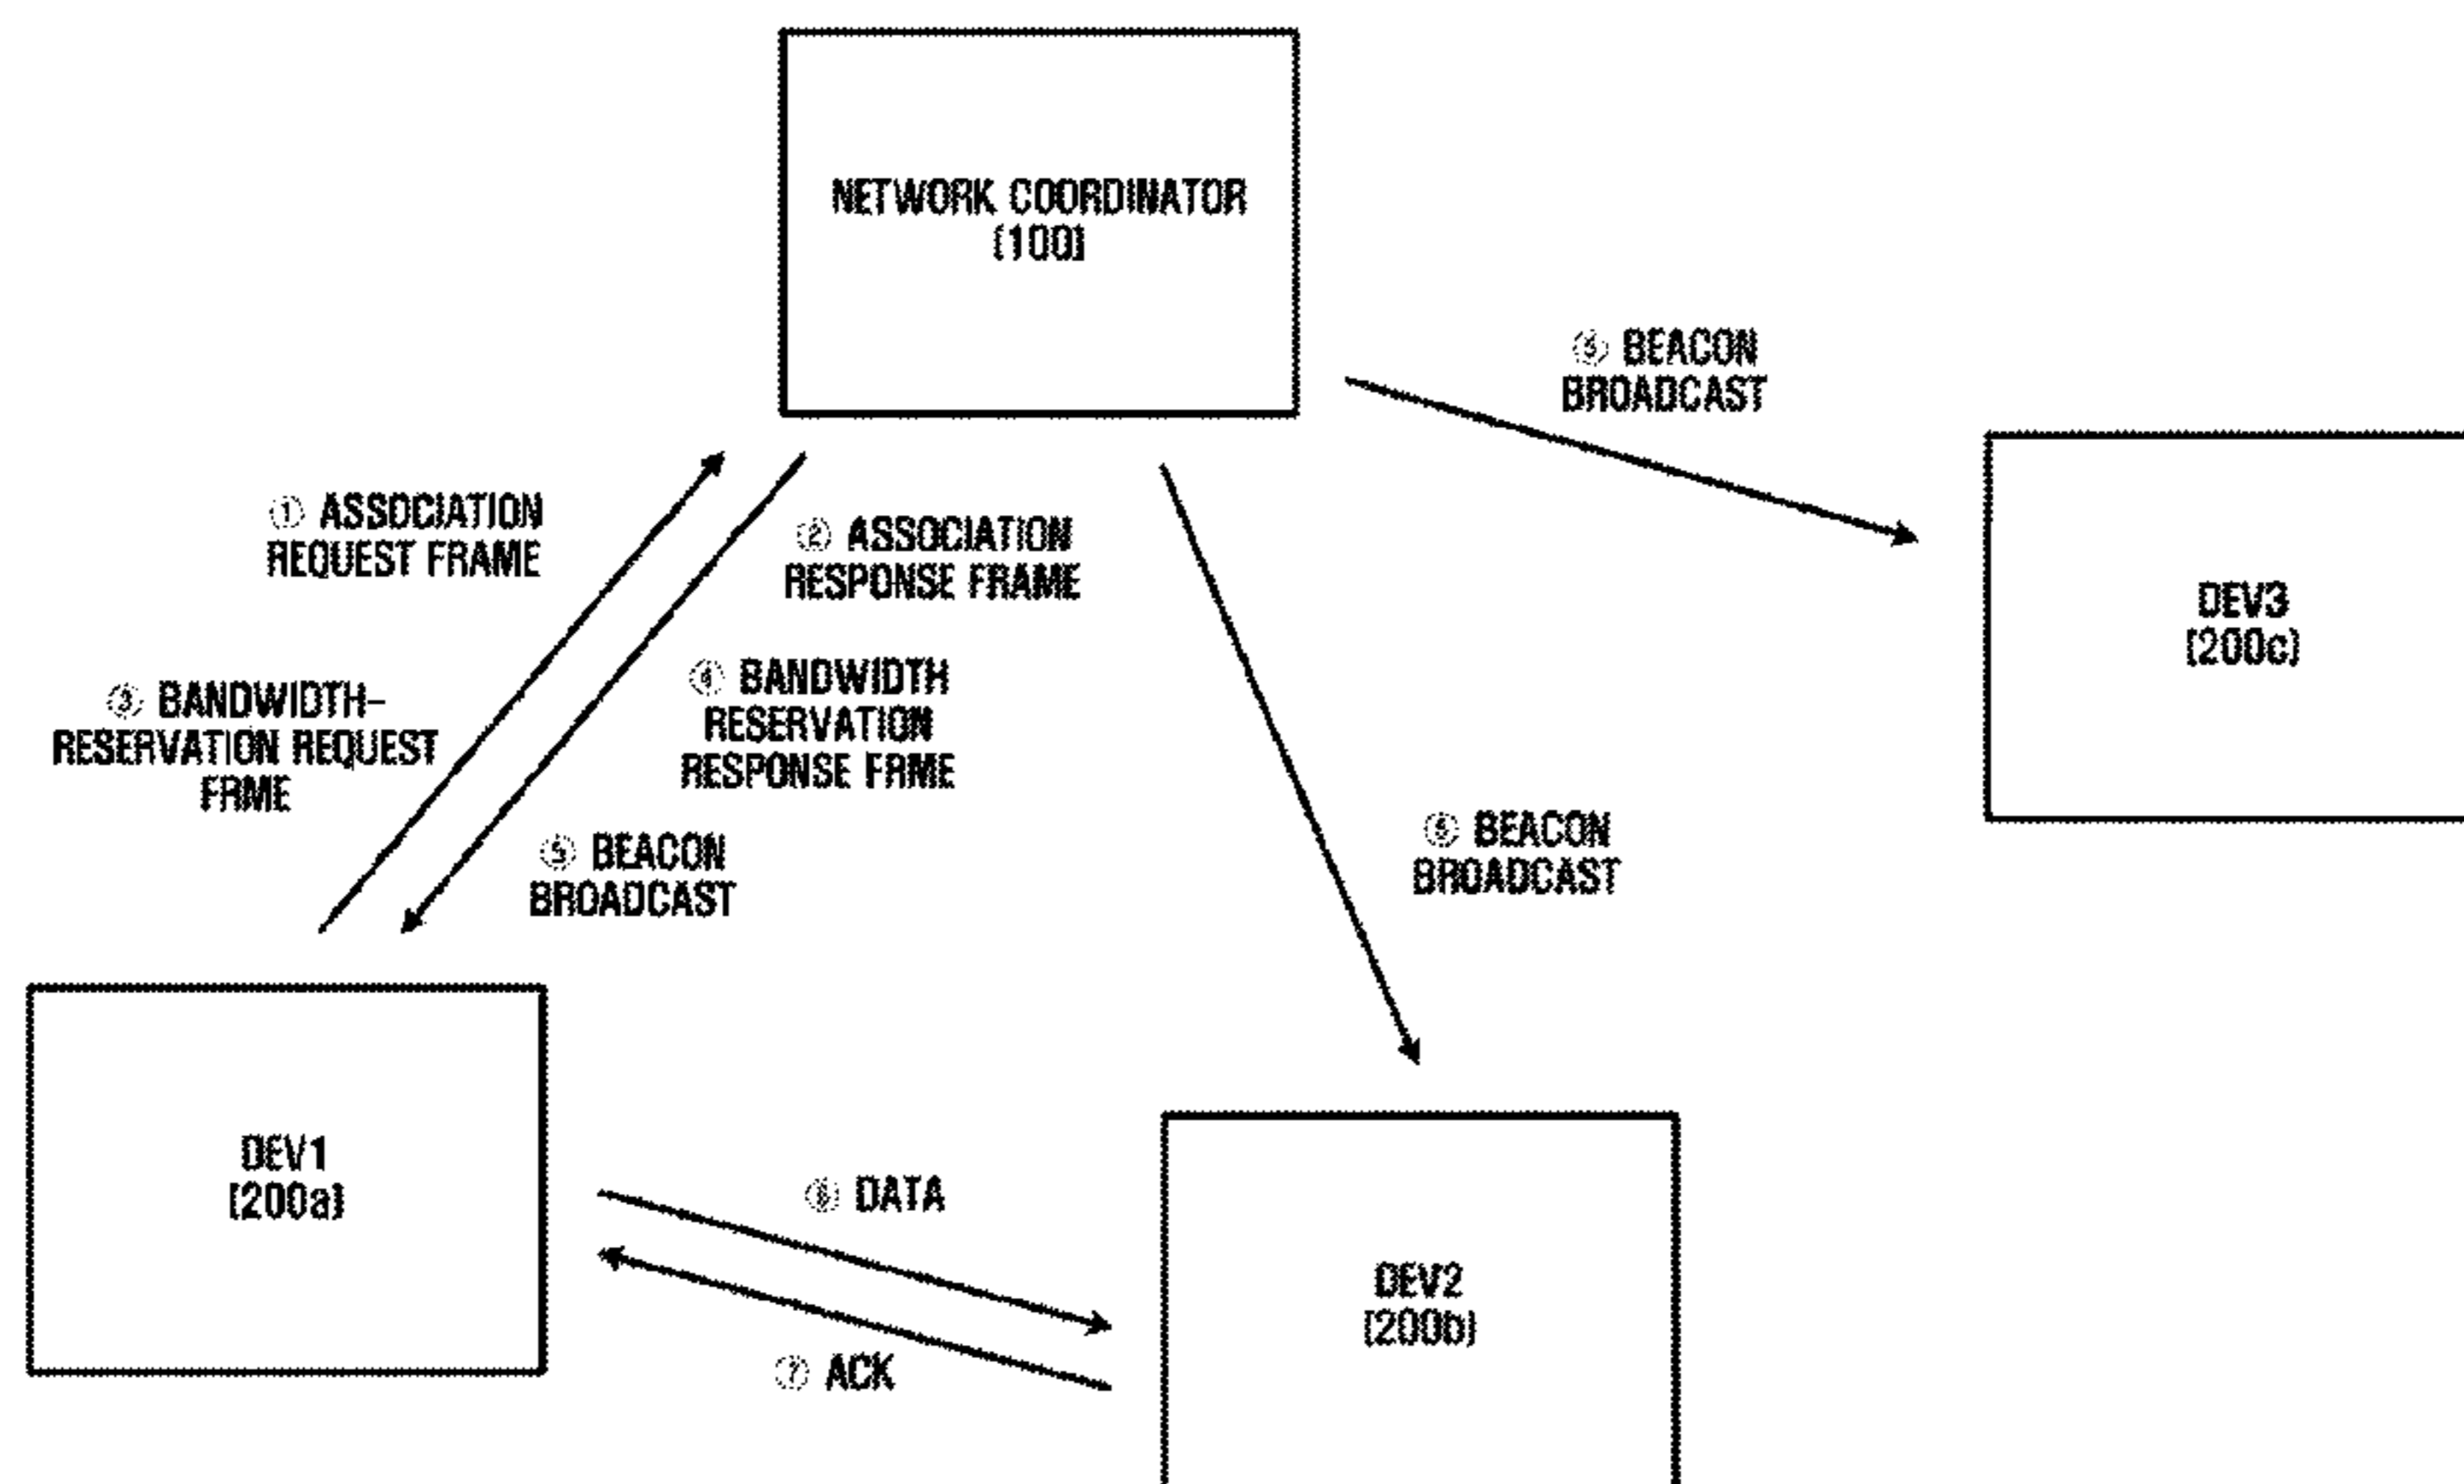 NETWORK COORDINATOR
(100)
⑤ BEACON
BROADCAST
① ASSOCIATION
REQUEST FRAME
② ASSOCIATION
RESPONSE FRAME
DEV3
(200c)
③ BANDWIDTH-
RESERVATION REQUEST
FRME
④ BANDWIDTH
RESERVATION
RESPONSE FRME
⑤ BEACON
BROADCAST
BEACON
BROADCAST
DEV1
(200a)
⑥ DATA
DEV2
(200b)
⑦ ACK